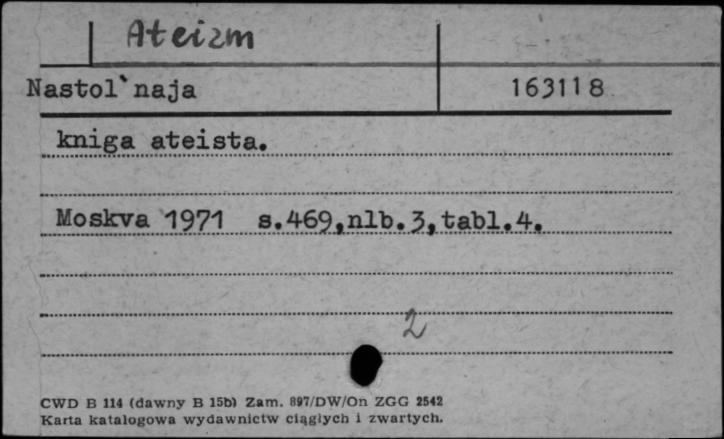 Ateizm
Nastol`naja 163118
kniga ateista.
Moskva 1971 s.469,nlb.3,tabl.4.
2
CWD B 114 (dawny B 15b) Zam. 897/DW/On ZGG 2542
Karta katalogowa wydawnictw ciągłych i zwartych.